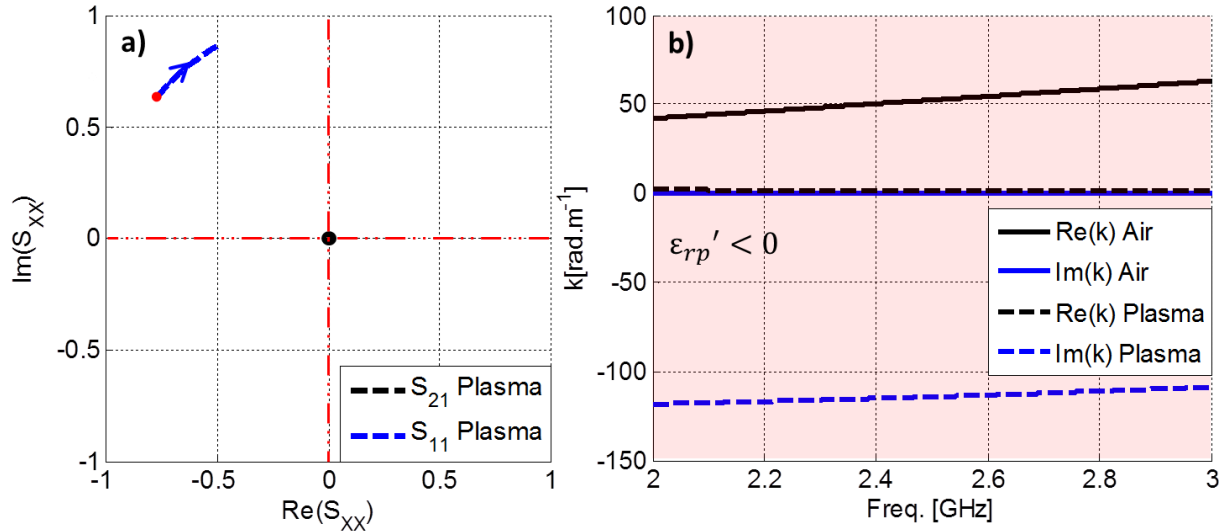 a)
1
0.5
0
-0.5
-1
Im(S_XX)
-1
-0.5
0
0.5
1
Re(S_XX)
S_21 Plasma
S_11 Plasma
b)
100
50
0
-50
-100
-150
k[rad.m^-1]
ε_rp' < 0
Re(k) Air
Im(k) Air
Re(k) Plasma
Im(k) Plasma
2
2.2
2.4
2.6
2.8
3
Freq. [GHz]